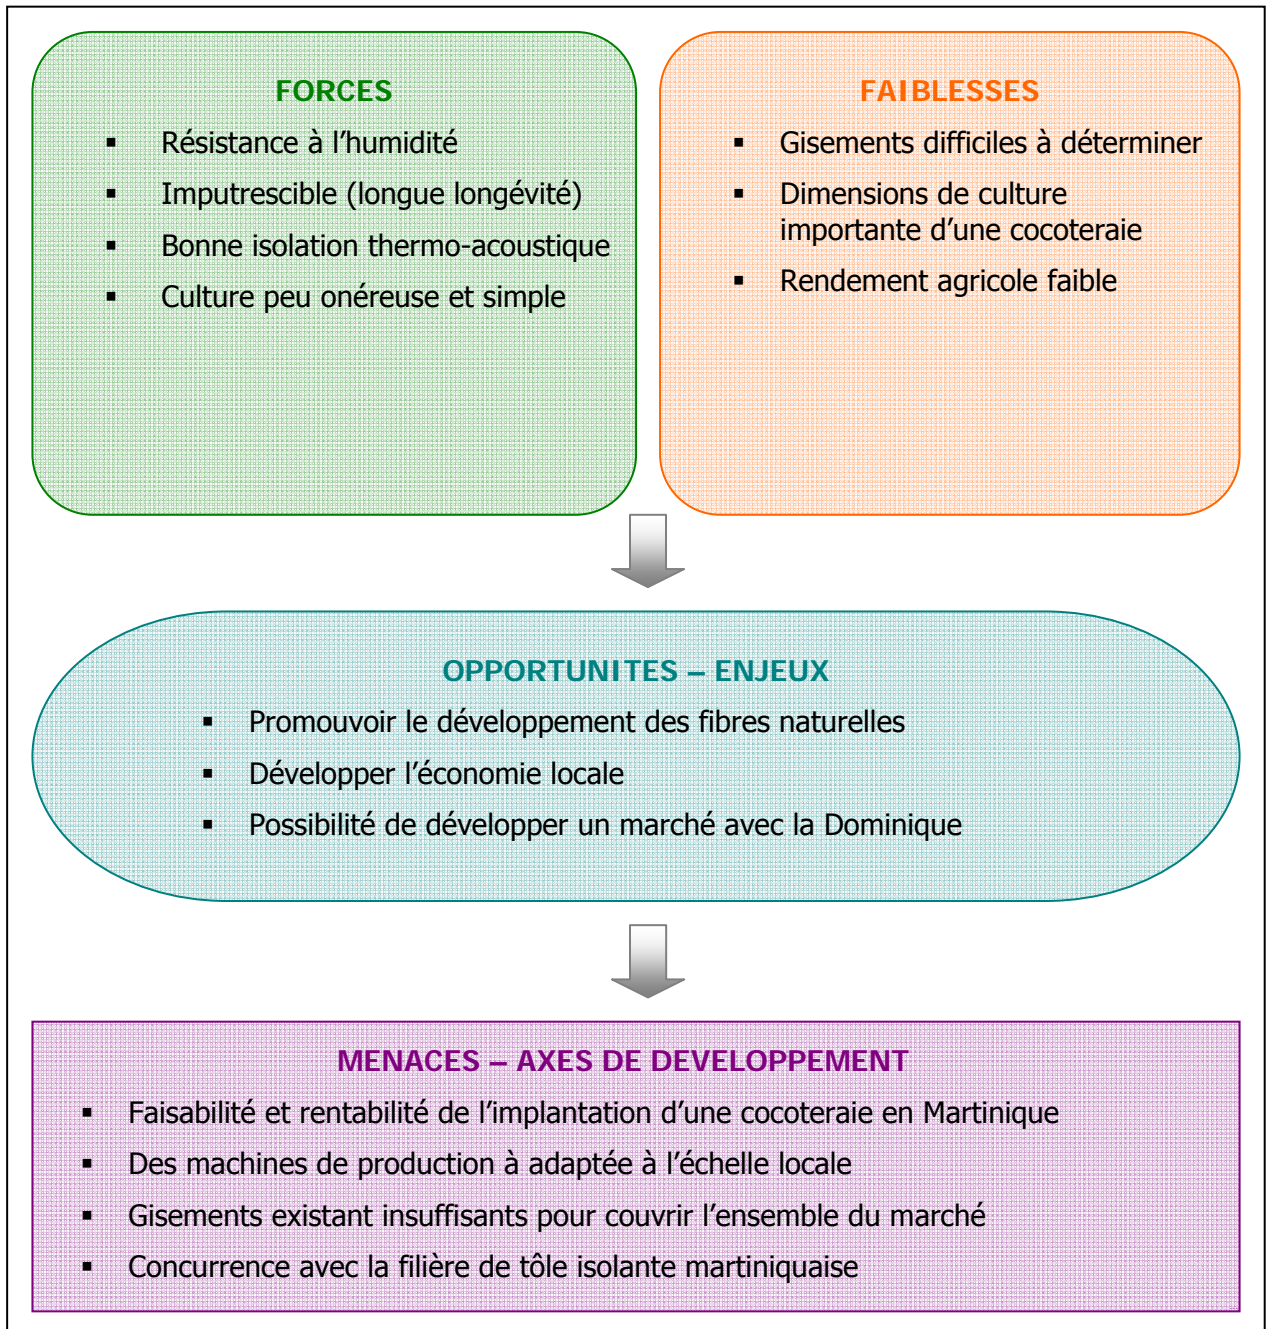 FORCES
▪ Résistance à l’humidité
▪ Imputrescible (longue longévité)
▪ Bonne isolation thermo-acoustique
▪ Culture peu onéreuse et simple
FAIBLESSES
▪ Gisements difficiles à déterminer
▪ Dimensions de culture
importante d’une cocoteraie
▪ Rendement agricole faible
OPPORTUNITES – ENJEUX
▪ Promouvoir le développement des fibres naturelles
▪ Développer l’économie locale
▪ Possibilité de développer un marché avec la Dominique
MENACES – AXES DE DEVELOPPEMENT
▪ Faisabilité et rentabilité de l’implantation d’une cocoteraie en Martinique
▪ Des machines de production à adaptée à l’échelle locale
▪ Gisements existant insuffisants pour couvrir l’ensemble du marché
▪ Concurrence avec la filière de tôle isolante martiniquaise